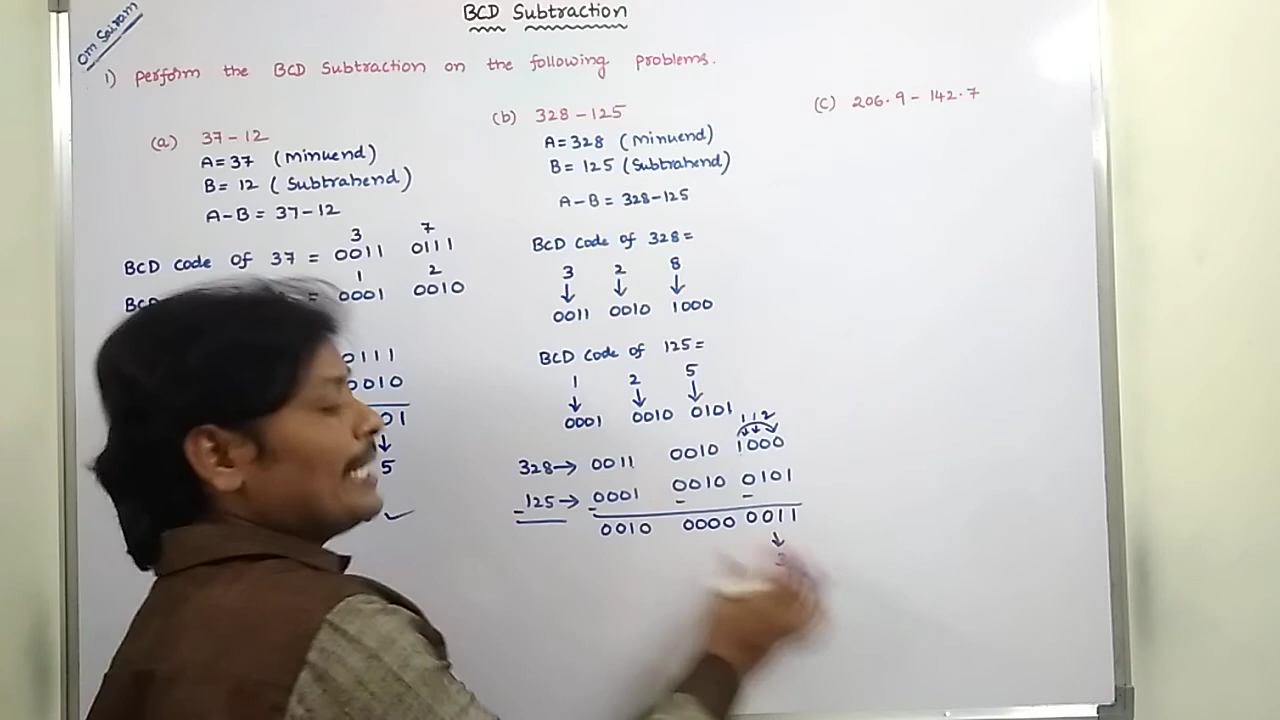 Om Sairam
BCD Subtraction
1) perform the BCD Subtraction on the following problems.
(a) 37-12
A=37 (minuend)
B= 12 (Subtrahend)
A-B = 37-12
3 7
BCD code of 37 = 0011 0111
1 2
= 0001 0010
0111
0010
01
5
(b) 328-125
A=328 (minuend)
B= 125 (Subtrahend)
A-B = 328-125
BCD code of 328=
3 2 8
0011 0010 1000
BCD Code of 125=
1 2 5
0001 0010 0101
1 1 2
328→ 0011 0010 1000
-125→ 0001 0010 0101
0010 0000 0011
(c) 206.9-142.7